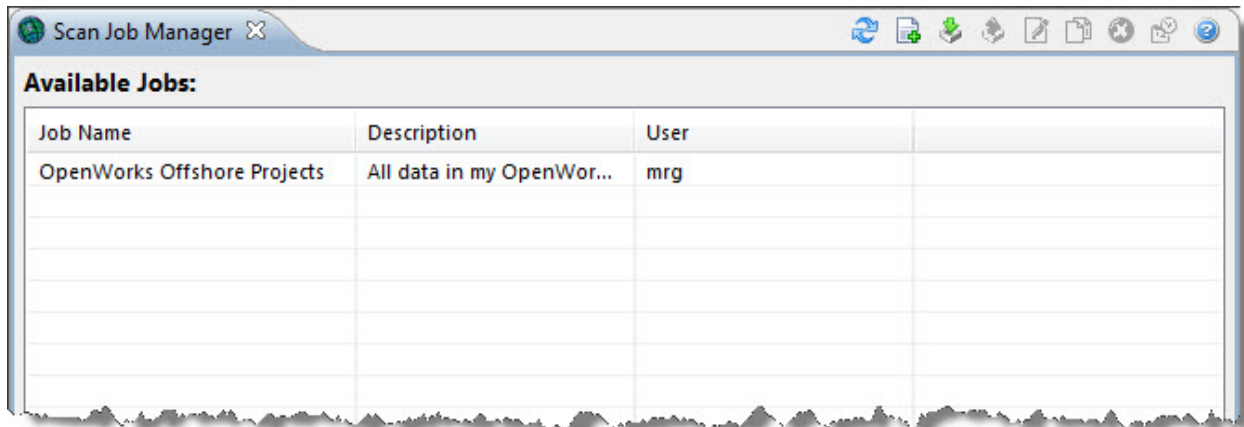 Scan Job Manager
Available Jobs:
Job Name Description User
OpenWorks Offshore Projects All data in my OpenWor... mrg